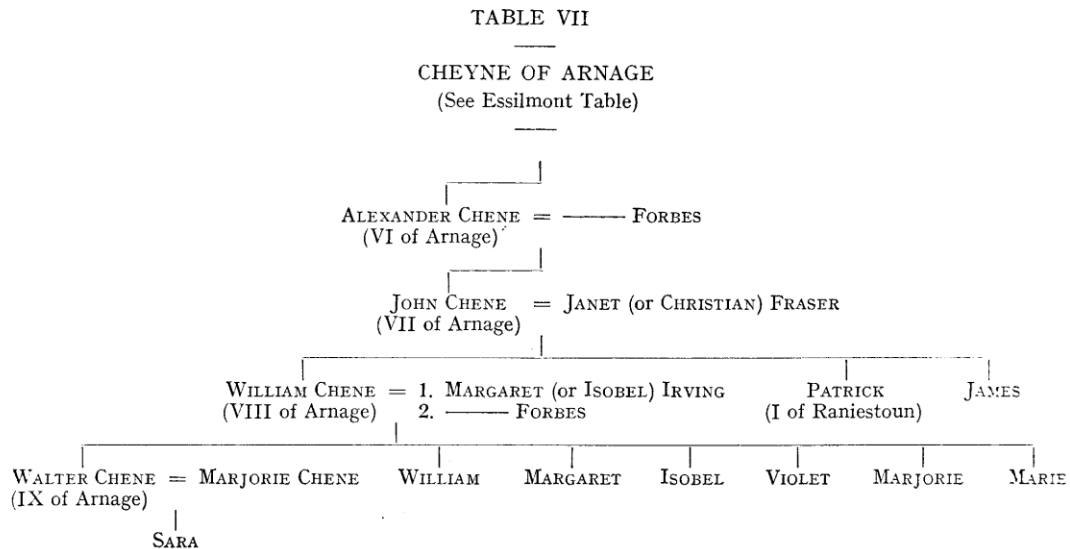 TABLE VII
CHEYNE OF ARNAGE
(See Essilmont Table)
ALEXANDER CHENE = ——— FORBES
(VI of Arnage)
JOHN CHENE = JANET (or CHRISTIAN) FRASER
(VII of Arnage)
WILLIAM CHENE = 1. MARGARET (or ISOBEL) IRVING PATRICK JAMES
(VIII of Arnage) 2. ——— FORBES (I of Raniestoun)
WALTER CHENE = MARJORIE CHENE WILLIAM MARGARET ISOBEL VIOLET MARJORIE MARIE
(IX of Arnage)
SARA